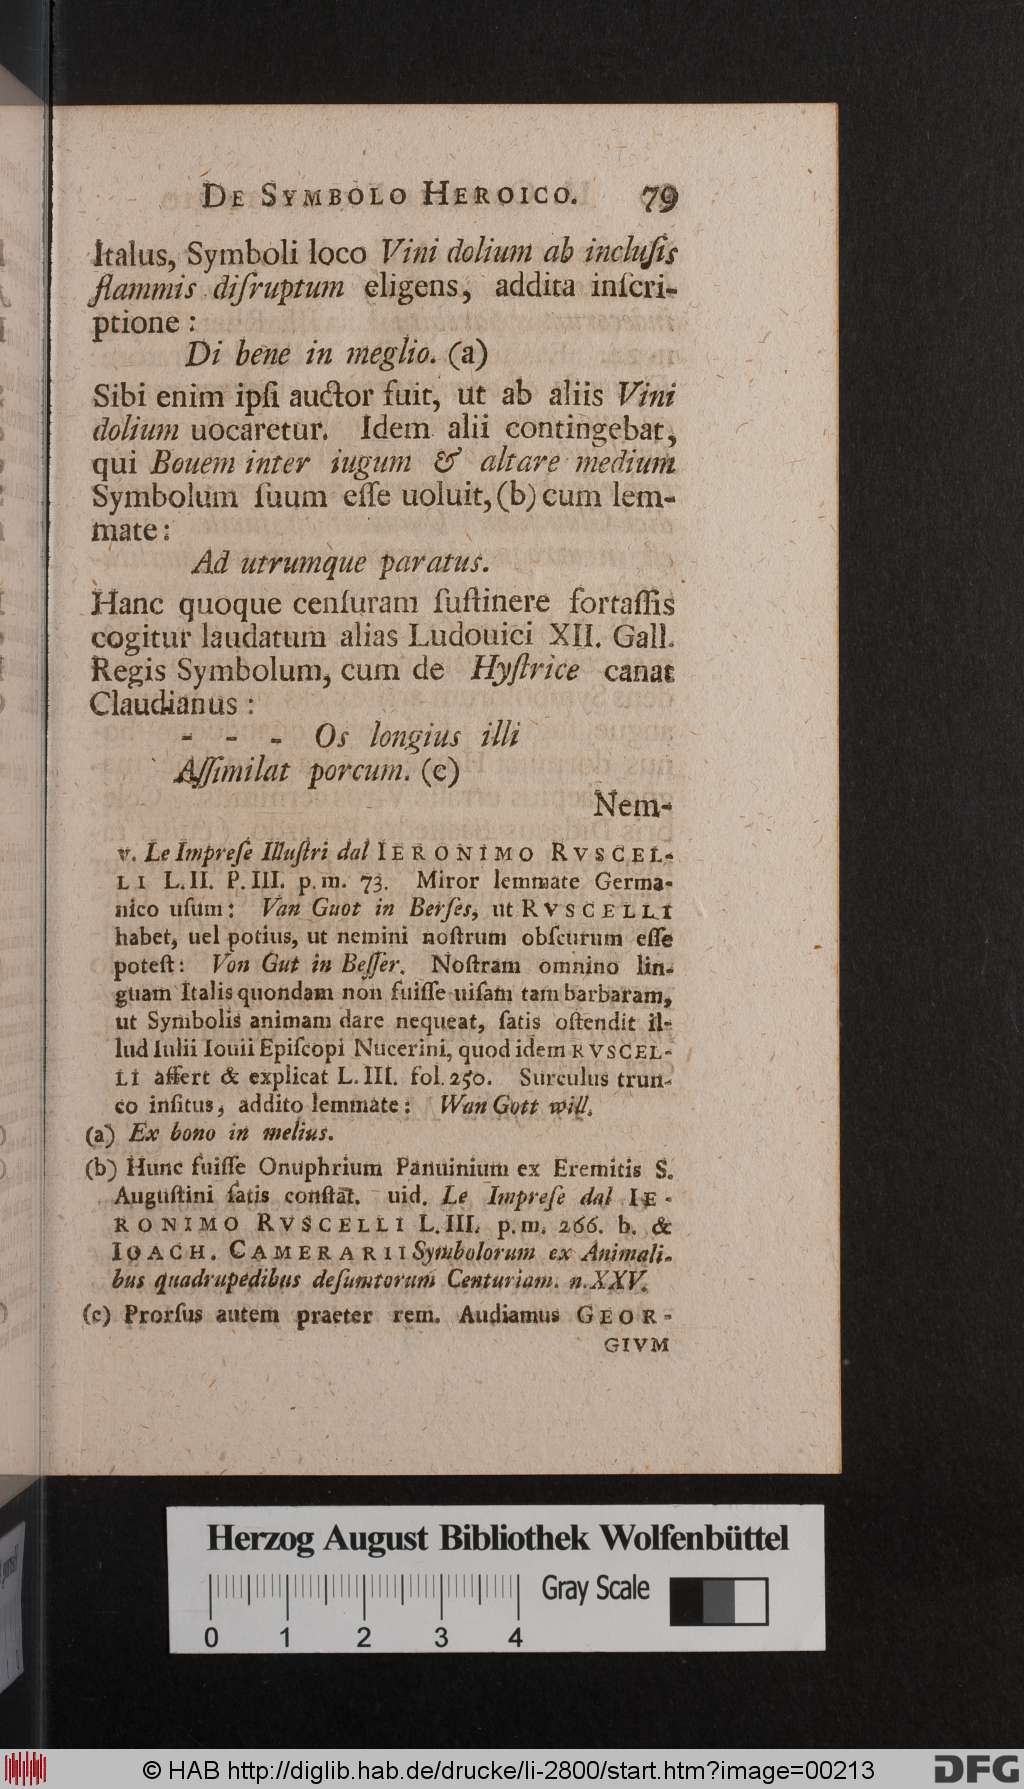 DE SYMBOLO HEROICO. 79
Italus, Symboli loco Vini dolium ab incluſis
flammis diſruptum eligens, addita inſcri-
ptione :
Di bene in meglio. (a)
Sibi enim ipſi auctor fuit, ut ab aliis Vini
dolium uocaretur. Idem alii contingebat,
qui Bouem inter iugum & altare medium
Symbolum ſuum eſſe uoluit, (b) cum lem-
mate :
Ad utrumque paratus.
Hanc quoque cenſuram ſuſtinere fortaſſis
cogitur laudatum alias Ludouici XII. Gall.
Regis Symbolum, cum de Hyſtrice canat
Claudianus :
- - - Os longius illi
Aſſimilat porcum. (c)
Nem-
v. Le Impreſe Illuſtri dal IERONIMO RVSCEL-
LI L. II. P. III. p. m. 73. Miror lemmate Germa-
nico uſum : Van Guot in Berſes, ut RVSCELLI
habet, uel potius, ut nemini noſtrum obſcurum eſſe
poteſt : Von Gut in Beſſer. Noſtram omnino lin-
guam Italis quondam non fuiſſe uiſam tam barbaram,
ut Symbolis animam dare nequeat, ſatis oſtendit il-
lud Iulii Iouii Epiſcopi Nucerini, quod idem RVSCEL-
LI affert & explicat L. III. fol. 250. Surculus trun-
co inſitus, addito lemmate : Wan Gott will.
(a) Ex bono in melius.
(b) Hunc fuiſſe Onuphrium Panuinium ex Eremitis S.
Auguſtini ſatis conſtat. uid. Le Impreſe dal IE-
RONIMO RVSCELLI L. III. p. m. 266. b. &
IOACH. CAMERARII Symbolorum ex Animali-
bus quadrupedibus deſumtorum Centuriam. n. XXV.
(c) Prorſus autem praeter rem. Audiamus GEOR-
GIVM
Herzog August Bibliothek Wolfenbüttel
Gray Scale
0 1 2 3 4
© HAB http://diglib.hab.de/drucke/li-2800/start.htm?image=00213
DFG